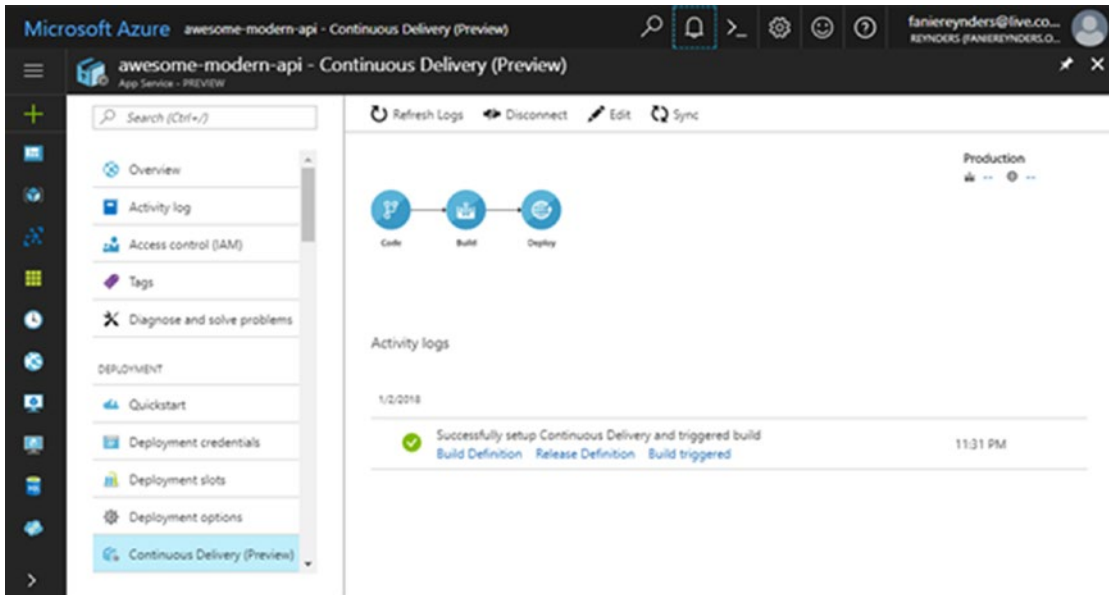 Microsoft Azure awesome-modern-api - Continuous Delivery (Preview)
faniereynders@live.co...
REYNDERS (FANIEREYNDERS.O...
awesome-modern-api - Continuous Delivery (Preview)
App Service - PREVIEW
Search (Ctrl+/)
Overview
Activity log
Access control (IAM)
Tags
Diagnose and solve problems
DEPLOYMENT
Quickstart
Deployment credentials
Deployment slots
Deployment options
Continuous Delivery (Preview)
Refresh Logs Disconnect Edit Sync
Production
-- --
Code Build Deploy
Activity logs
1/2/2018
Successfully setup Continuous Delivery and triggered build
11:31 PM
Build Definition Release Definition Build triggered